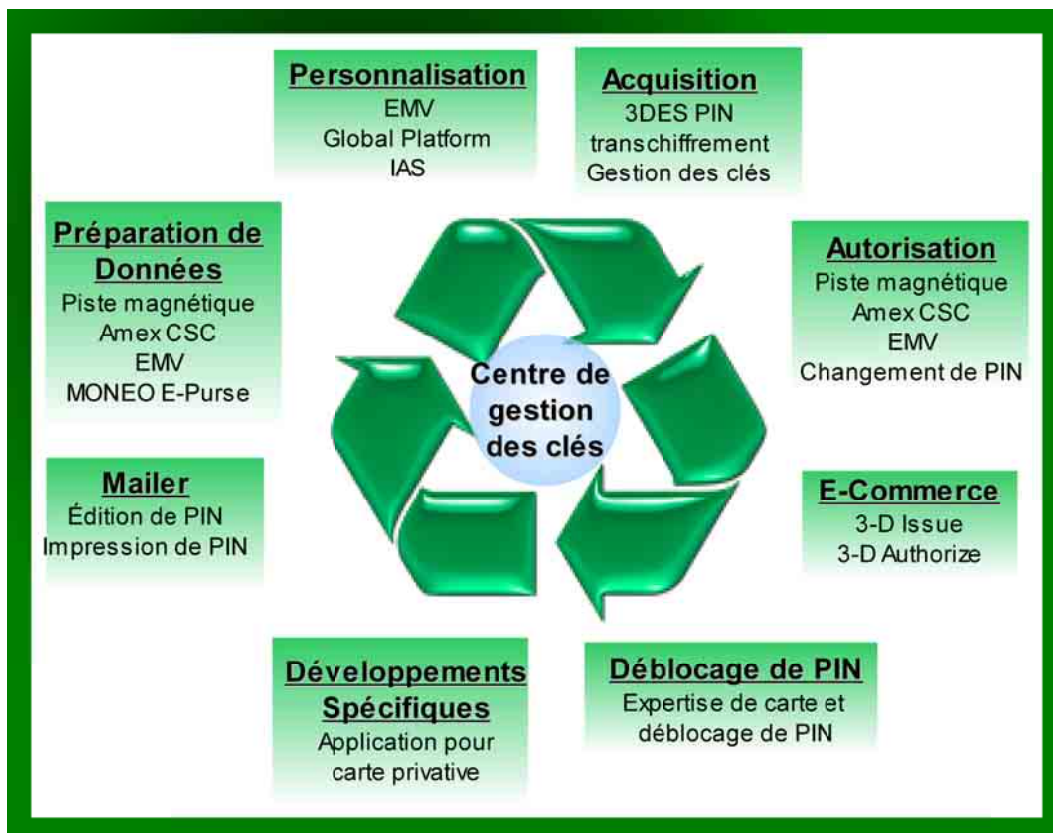 Personnalisation
EMV
Global Platform
IAS
Acquisition
3DES PIN
transchiffrement
Gestion des clés
Préparation de
Données
Piste magnétique
Amex CSC
EMV
MONEO E-Purse
Autorisation
Piste magnétique
Amex CSC
EMV
Changement de PIN
Centre de
gestion
des clés
Mailer
Édition de PIN
Impression de PIN
E-Commerce
3-D Issue
3-D Authorize
Développements
Spécifiques
Application pour
carte privative
Déblocage de PIN
Expertise de carte et
déblocage de PIN